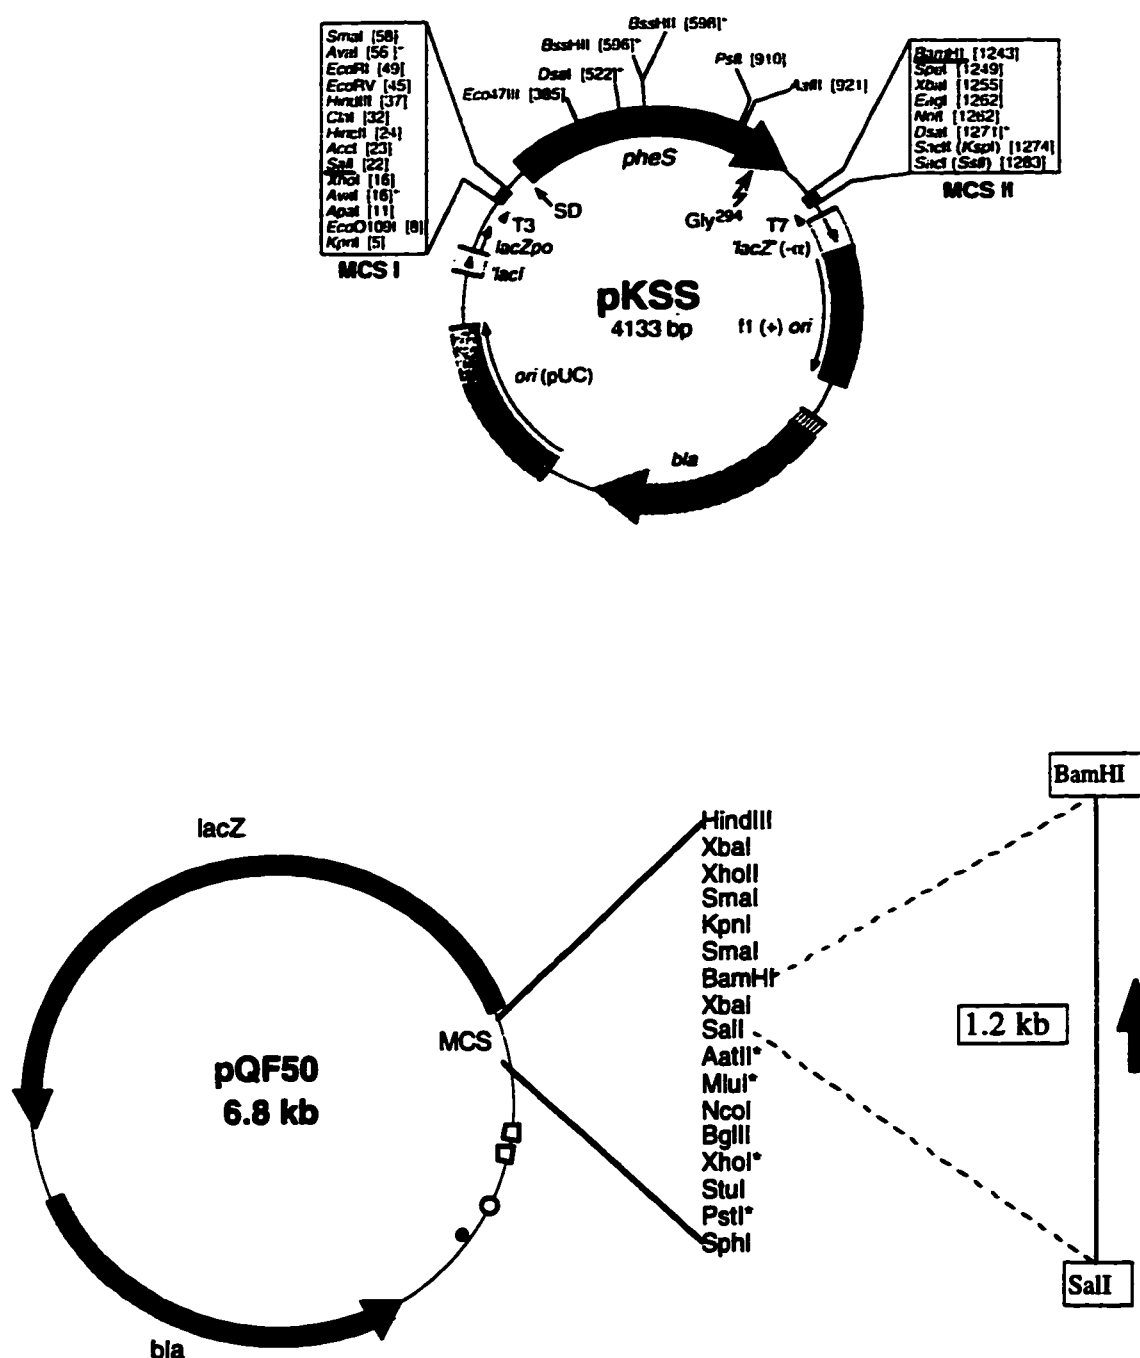 SmaI [58]
AvaI [56]*
EcoRI [49]
EcoRV [45]
HindIII [37]
ClaI [32]
HincII [24]
AccI [23]
SalI [22]
XhoI [16]
AvaI [16]*
ApaI [11]
EcoO109I [8]
KpnI [5]
MCS I
Eco47III [385]
DsaI [522]*
BssHII [596]*
BssHII [598]*
PstI [910]
AflII [921]
BamHI [1243]
SpeI [1249]
XbaI [1255]
EagI [1262]
NotI [1262]
DsaI [1271]*
SacII (KspI) [1274]
SacI (SstI) [1283]
MCS II
pheS
SD
Gly294
T3
T7
lacZpo
'lacI
'lacZ' (-α)
pKSS
4133 bp
f1 (+) ori
ori (pUC)
bla
lacZ
MCS
pQF50
6.8 kb
bla
HindIII
XbaI
XhoII
SmaI
KpnI
SmaI
BamHI
XbaI
SalI
AatII*
MluI*
NcoI
BglII
XhoI*
StuI
PstI*
SphI
BamHI
1.2 kb
SalI